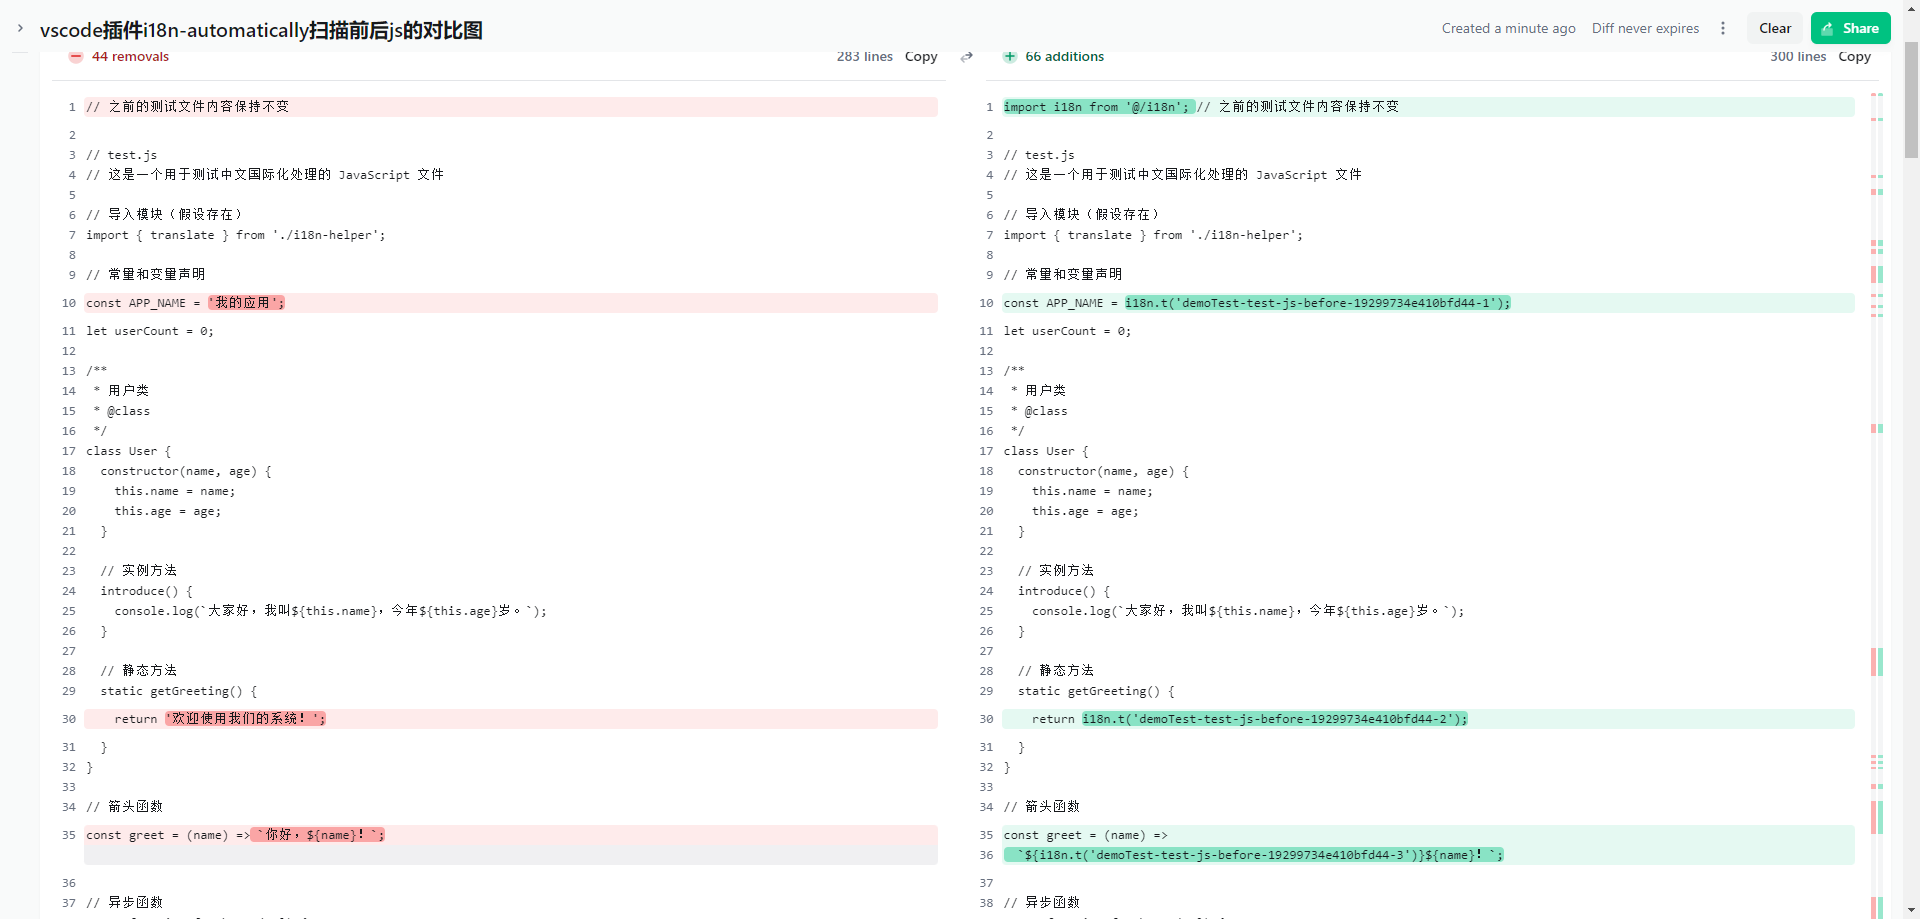 vscode插件i18n-automatically扫描前后js的对比图
Created a minute ago
Diff never expires
Clear
Share
44 removals
283 lines
Copy
66 additions
300 lines
Copy
1 // 之前的测试文件内容保持不变
2
3 // test.js
4 // 这是一个用于测试中文国际化处理的 JavaScript 文件
5
6 // 导入模块（假设存在）
7 import { translate } from './i18n-helper';
8
9 // 常量和变量声明
10 const APP_NAME = '我的应用';
11 let userCount = 0;
12
13 /**
14  * 用户类
15  * @class
16  */
17 class User {
18   constructor(name, age) {
19     this.name = name;
20     this.age = age;
21   }
22
23   // 实例方法
24   introduce() {
25     console.log(`大家好，我叫${this.name}，今年${this.age}岁。`);
26   }
27
28   // 静态方法
29   static getGreeting() {
30     return '欢迎使用我们的系统！';
31   }
32 }
33
34 // 箭头函数
35 const greet = (name) => `你好，${name}！`;
36
37 // 异步函数
1 import i18n from '@/i18n'; // 之前的测试文件内容保持不变
2
3 // test.js
4 // 这是一个用于测试中文国际化处理的 JavaScript 文件
5
6 // 导入模块（假设存在）
7 import { translate } from './i18n-helper';
8
9 // 常量和变量声明
10 const APP_NAME = i18n.t('demoTest-test-js-before-19299734e410bfd44-1');
11 let userCount = 0;
12
13 /**
14  * 用户类
15  * @class
16  */
17 class User {
18   constructor(name, age) {
19     this.name = name;
20     this.age = age;
21   }
22
23   // 实例方法
24   introduce() {
25     console.log(`大家好，我叫${this.name}，今年${this.age}岁。`);
26   }
27
28   // 静态方法
29   static getGreeting() {
30     return i18n.t('demoTest-test-js-before-19299734e410bfd44-2');
31   }
32 }
33
34 // 箭头函数
35 const greet = (name) =>
36   `${i18n.t('demoTest-test-js-before-19299734e410bfd44-3')}${name}！`;
37
38 // 异步函数